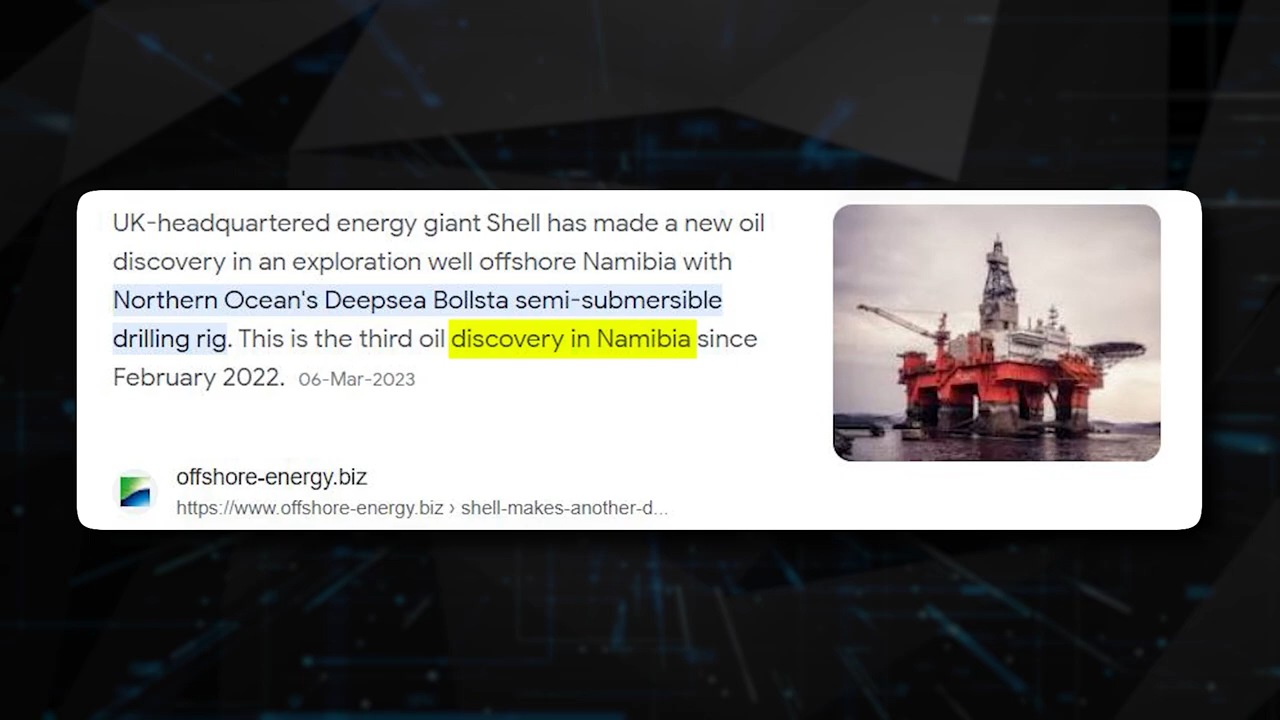 UK-headquartered energy giant Shell has made a new oil
discovery in an exploration well offshore Namibia with
Northern Ocean's Deepsea Bollsta semi-submersible
drilling rig. This is the third oil discovery in Namibia since
February 2022. 06-Mar-2023
offshore-energy.biz
https://www.offshore-energy.biz › shell-makes-another-d...